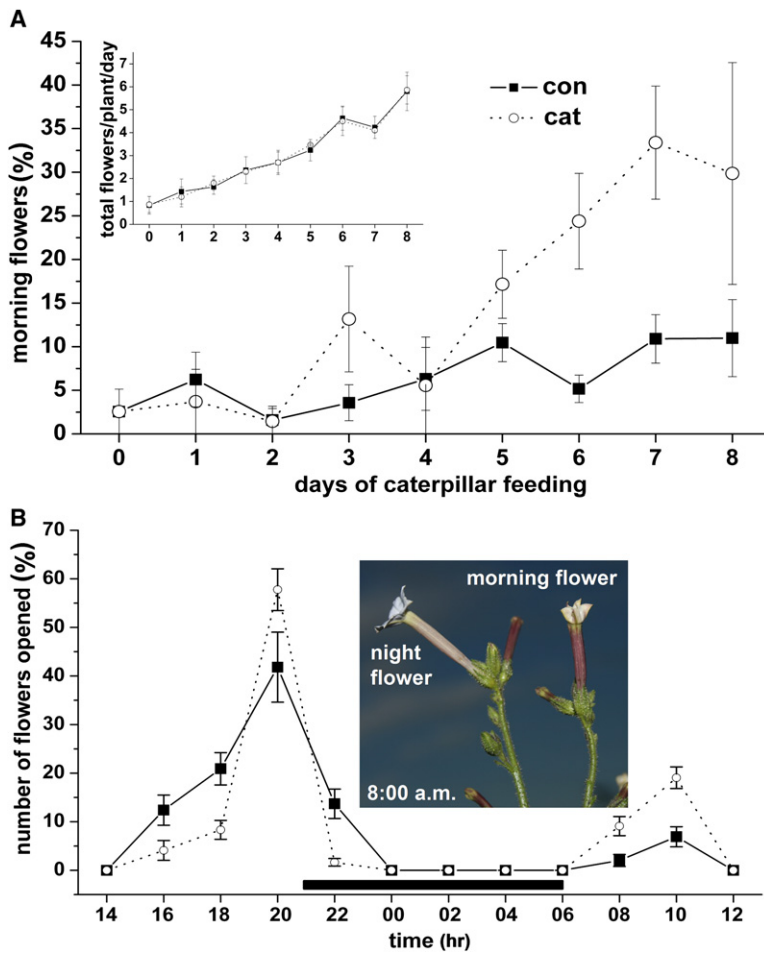 A
morning flowers (%)
45
40
35
30
25
20
15
10
5
0
total flowers/plant/day
7
6
5
4
3
2
1
0
0 1 2 3 4 5 6 7 8
con
cat
0 1 2 3 4 5 6 7 8
days of caterpillar feeding
B
number of flowers opened (%)
70
60
50
40
30
20
10
0
morning flower
night
flower
8:00 a.m.
14 16 18 20 22 00 02 04 06 08 10 12
time (hr)